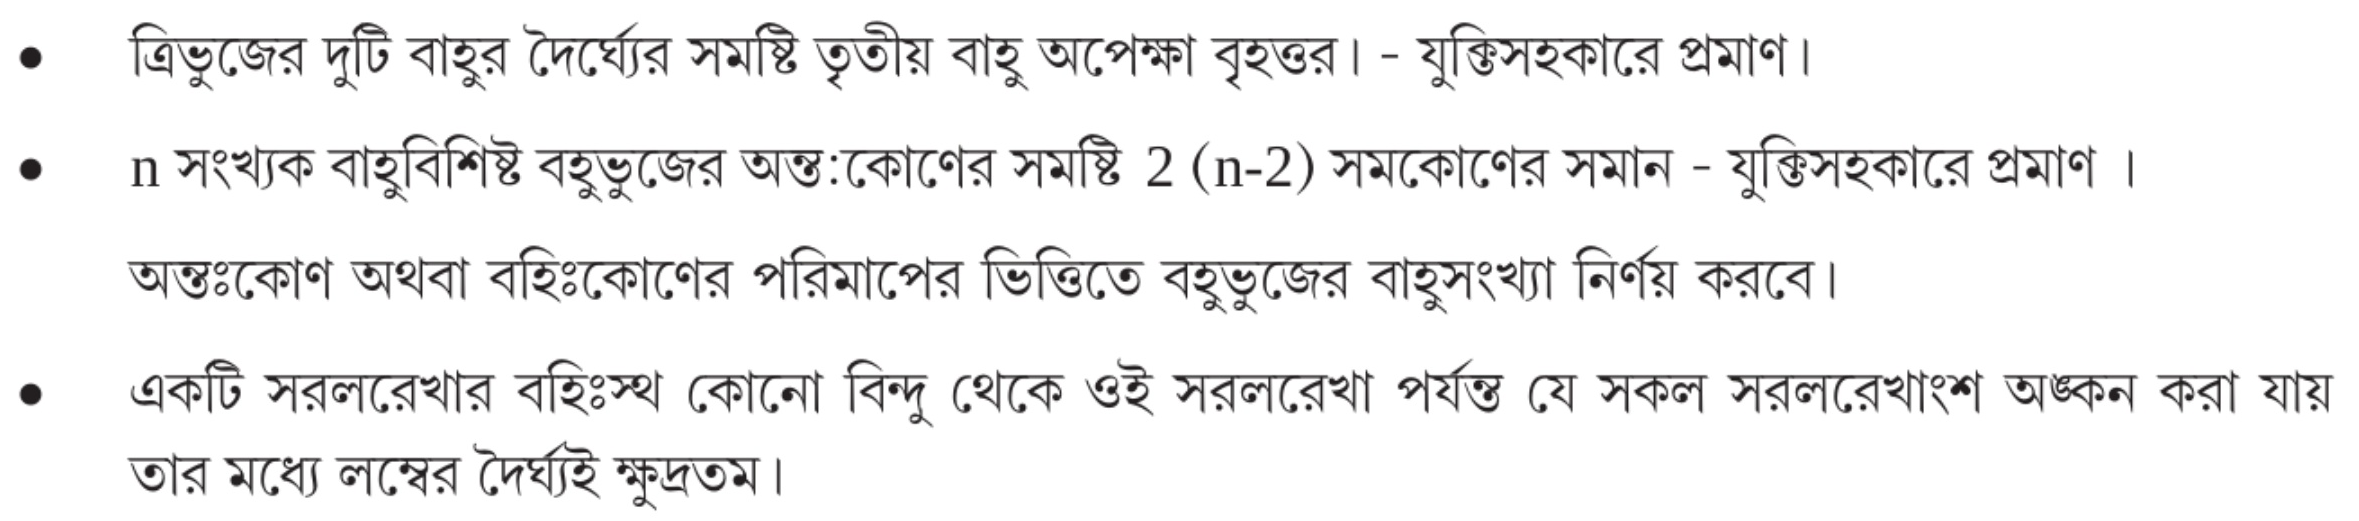 • ত্রিভুজের দুটি বাহুর দৈর্ঘ্যের সমষ্টি তৃতীয় বাহু অপেক্ষা বৃহত্তর। - যুক্তিসহকারে প্রমাণ।
• n সংখ্যক বাহুবিশিষ্ট বহুভুজের অন্ত:কোণের সমষ্টি 2 (n-2) সমকোণের সমান - যুক্তিসহকারে প্রমাণ ।
অন্তঃকোণ অথবা বহিঃকোণের পরিমাপের ভিত্তিতে বহুভুজের বাহুসংখ্যা নির্ণয় করবে।
• একটি সরলরেখার বহিঃস্থ কোনো বিন্দু থেকে ওই সরলরেখা পর্যন্ত যে সকল সরলরেখাংশ অঙ্কন করা যায়
তার মধ্যে লম্বের দৈর্ঘ্যই ক্ষুদ্রতম।